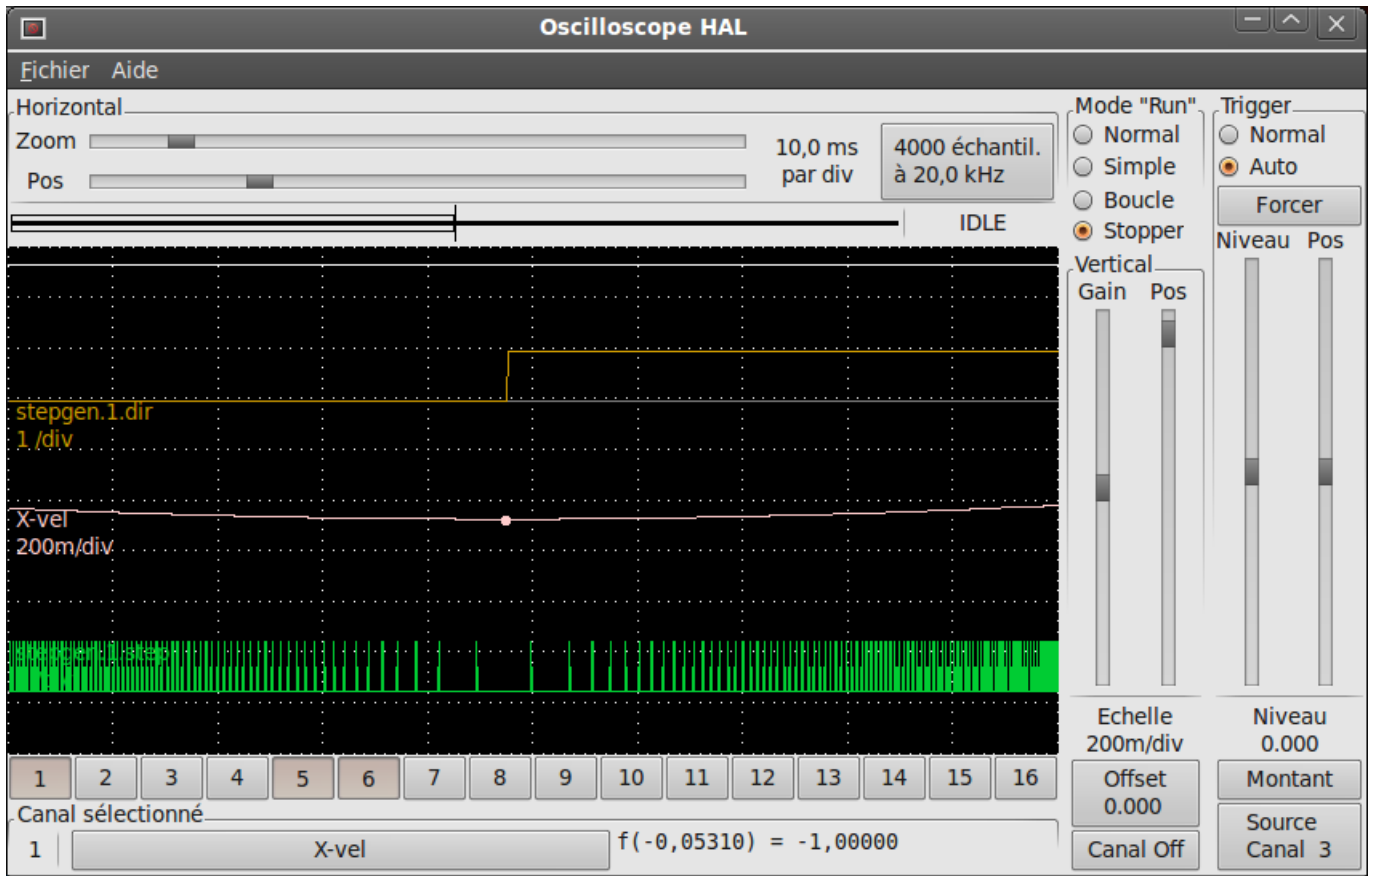 Oscilloscope HAL
Fichier Aide
Horizontal
Zoom
Pos
10,0 ms
par div
4000 échantil.
à 20,0 kHz
IDLE
Mode "Run"
Normal
Simple
Boucle
Stopper
Trigger
Normal
Auto
Forcer
Niveau Pos
Vertical
Gain Pos
stepgen.1.dir
1 /div
X-vel
200m/div
stepgen.1.step
Echelle
200m/div
Offset
0.000
Canal Off
Niveau
0.000
Montant
Source
Canal 3
1 2 3 4 5 6 7 8 9 10 11 12 13 14 15 16
Canal sélectionné
1 X-vel f(-0,05310) = -1,00000